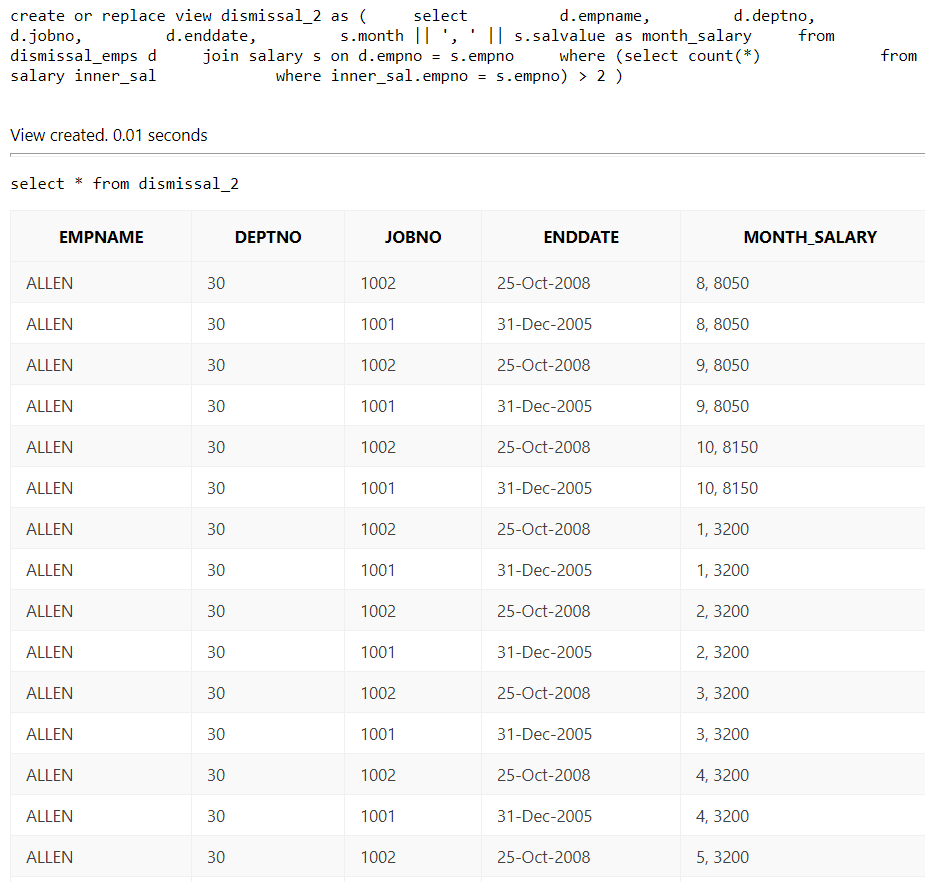 create or replace view dismissal_2 as (     select          d.empname,         d.deptno,
d.jobno,         d.enddate,         s.month || ', ' || s.salvalue as month_salary     from
dismissal_emps d     join salary s on d.empno = s.empno     where (select count(*)             from
salary inner_sal             where inner_sal.empno = s.empno) > 2 )
View created. 0.01 seconds
select * from dismissal_2
EMPNAME DEPTNO JOBNO ENDDATE MONTH_SALARY
ALLEN 30 1002 25-Oct-2008 8, 8050
ALLEN 30 1001 31-Dec-2005 8, 8050
ALLEN 30 1002 25-Oct-2008 9, 8050
ALLEN 30 1001 31-Dec-2005 9, 8050
ALLEN 30 1002 25-Oct-2008 10, 8150
ALLEN 30 1001 31-Dec-2005 10, 8150
ALLEN 30 1002 25-Oct-2008 1, 3200
ALLEN 30 1001 31-Dec-2005 1, 3200
ALLEN 30 1002 25-Oct-2008 2, 3200
ALLEN 30 1001 31-Dec-2005 2, 3200
ALLEN 30 1002 25-Oct-2008 3, 3200
ALLEN 30 1001 31-Dec-2005 3, 3200
ALLEN 30 1002 25-Oct-2008 4, 3200
ALLEN 30 1001 31-Dec-2005 4, 3200
ALLEN 30 1002 25-Oct-2008 5, 3200